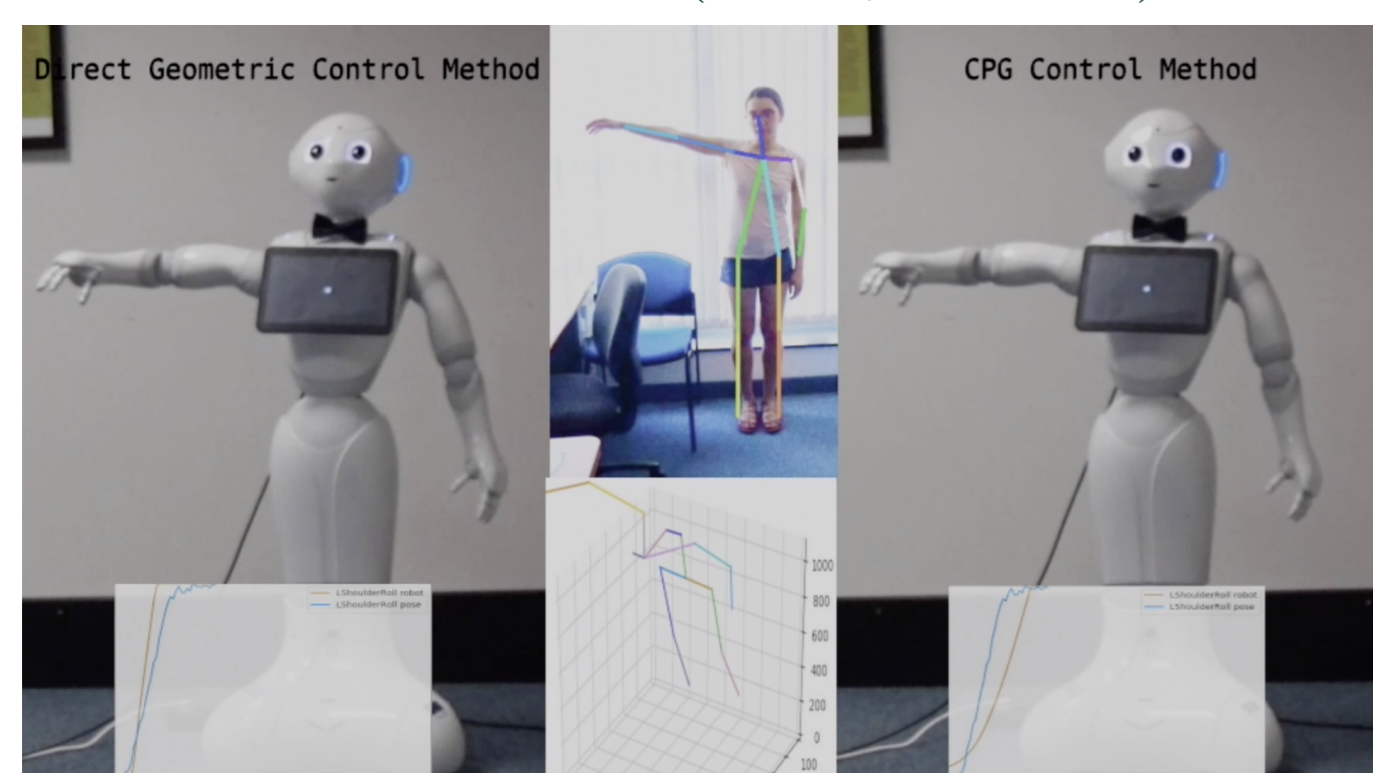 Direct Geometric Control Method
CPG Control Method
LShoulderRoll robot
LShoulderRoll pose
1000
800
600
400
200
0
100
LShoulderRoll robot
LShoulderRoll pose